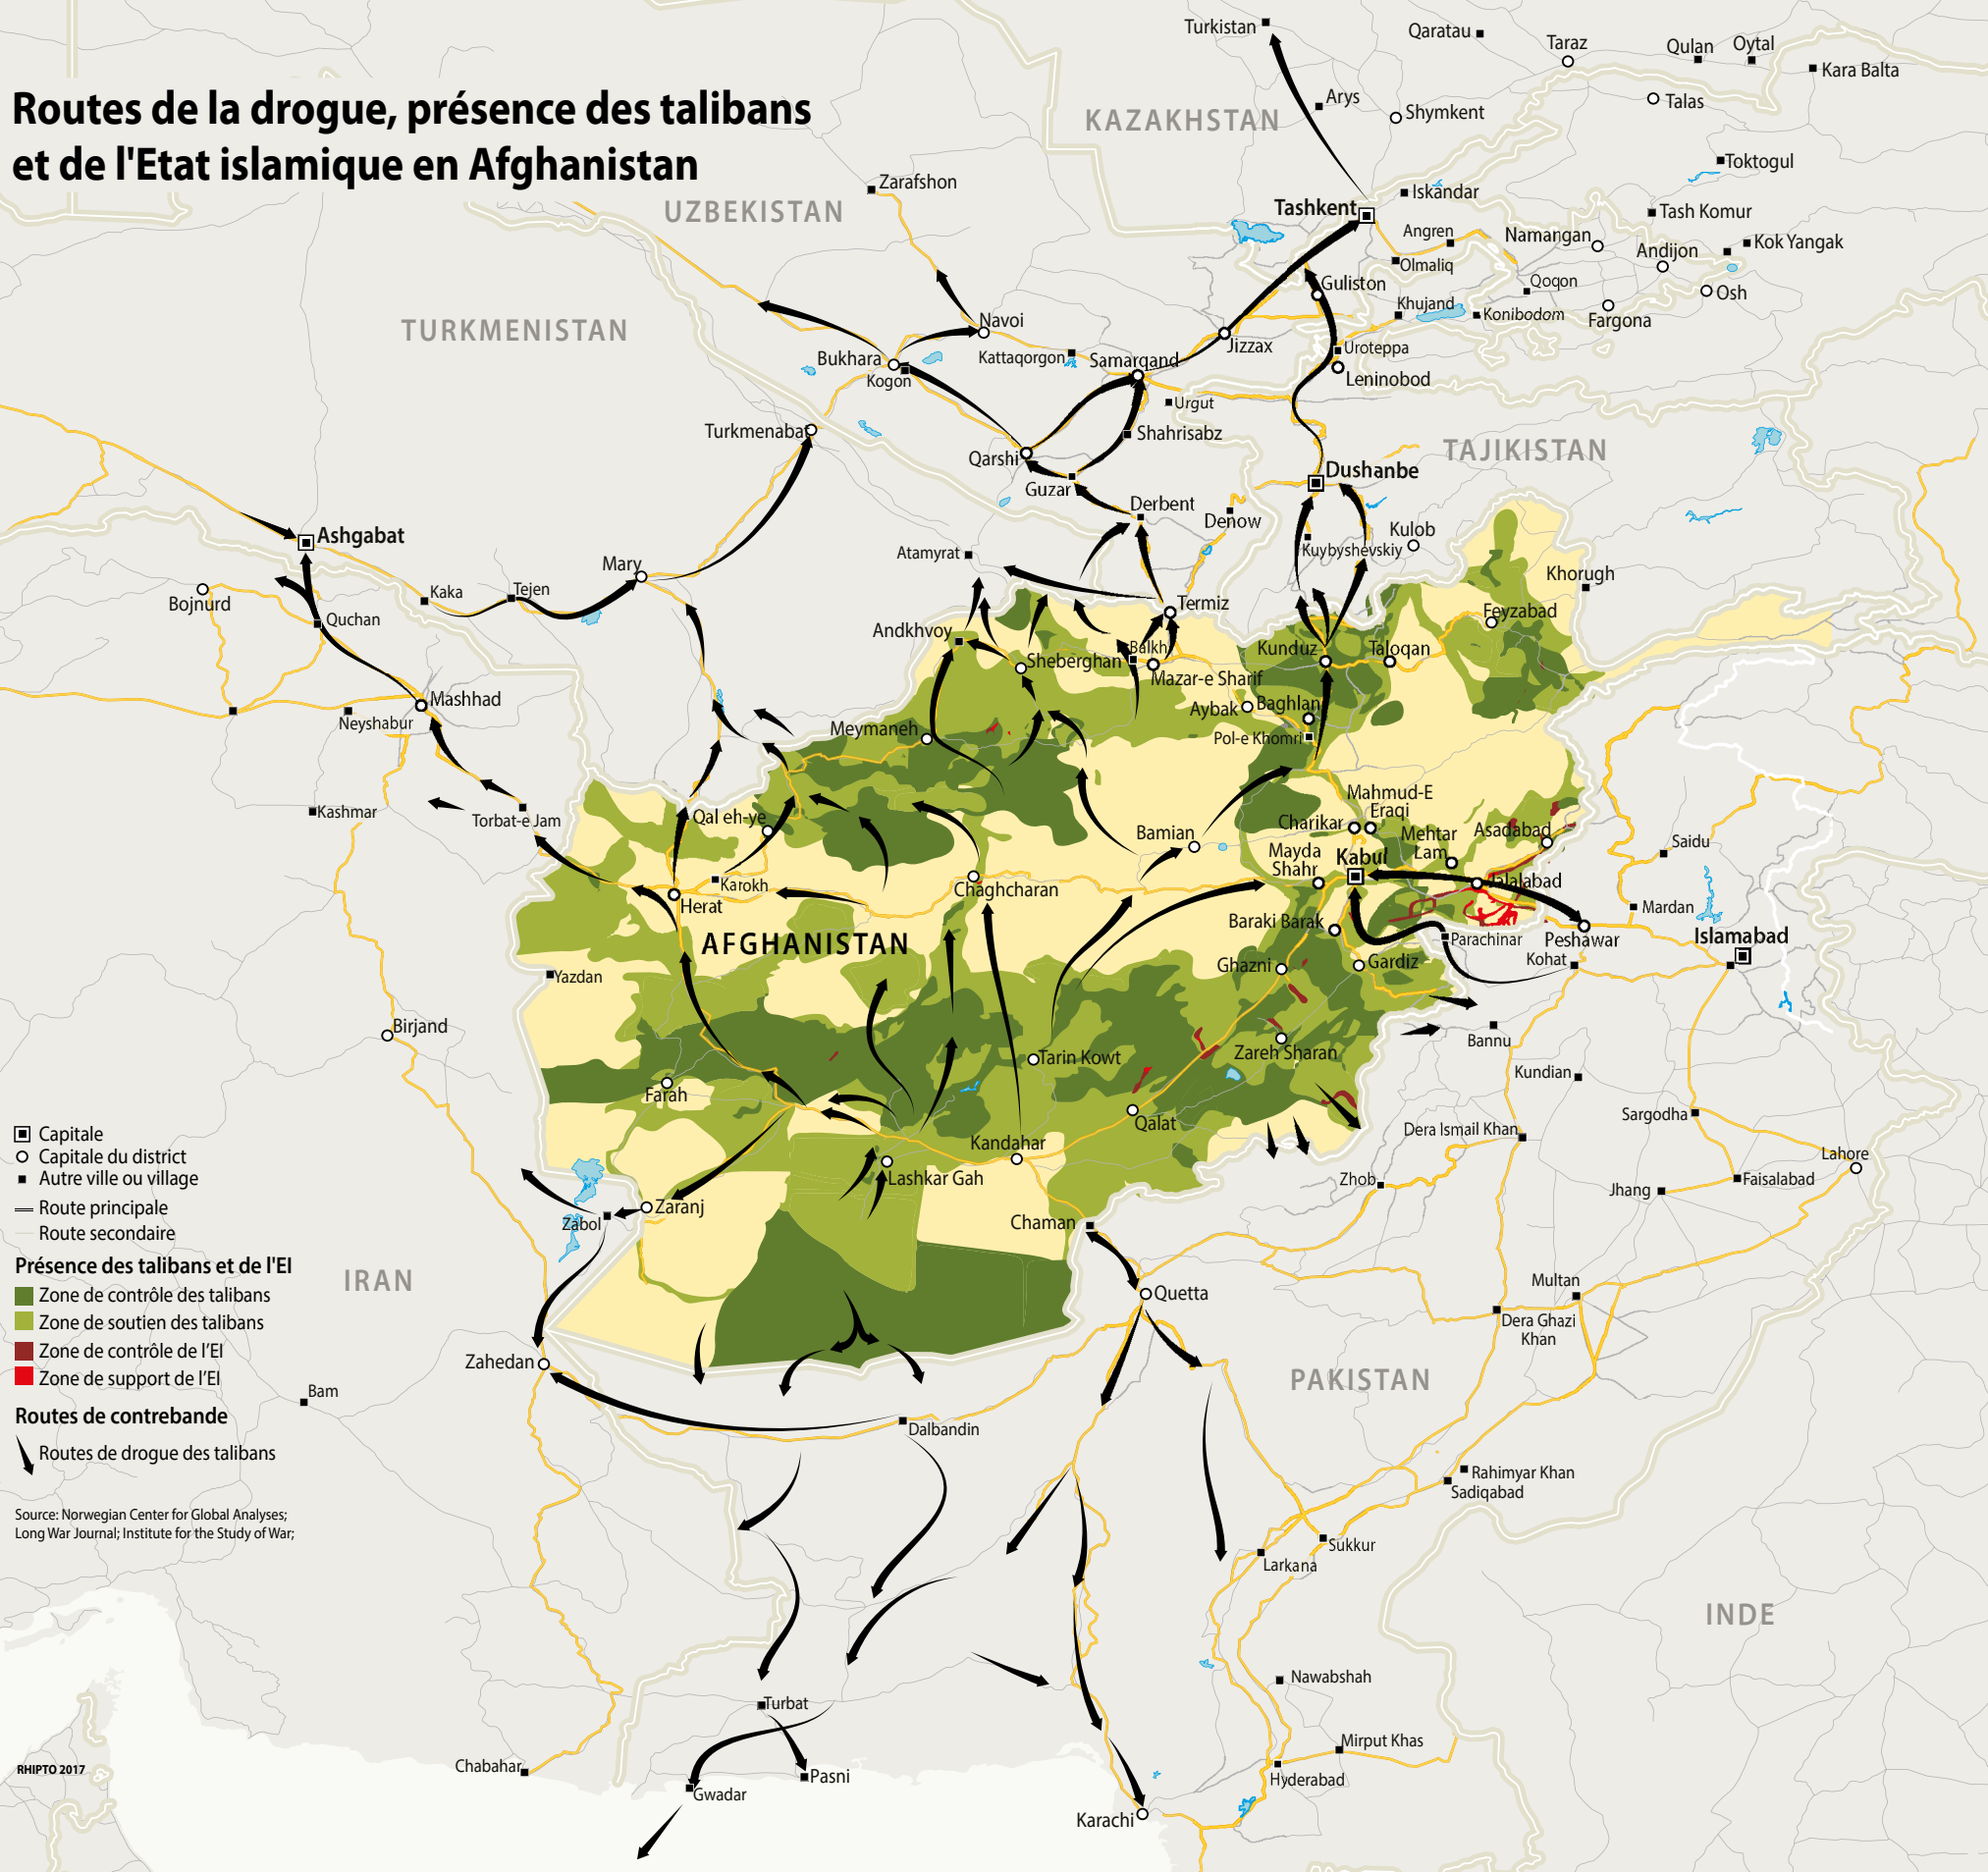 Routes de la drogue, présence des talibans
et de l'Etat islamique en Afghanistan
Turkistan
Qaratau
Taraz
Qulan
Oytal
Kara Balta
Arys
Shymkent
Talas
KAZAKHSTAN
Toktogul
Zarafshon
UZBEKISTAN
Iskandar
Tashkent
Tash Komur
Angren
Namangan
Andijon
Kok Yangak
Olmaliq
Guliston
Qoqon
Osh
Khujand
Konibodom
Fargona
TURKMENISTAN
Navoi
Jizzax
Uroteppa
Bukhara
Kattaqorgon
Samarqand
Kogon
Leninobod
Urgut
Turkmenabat
Shahrisabz
Qarshi
TAJIKISTAN
Dushanbe
Guzar
Derbent
Denow
Ashgabat
Kulob
Atamyrat
Kuybyshevskiy
Mary
Khorugh
Kaka
Tejen
Bojnurd
Termiz
Feyzabad
Quchan
Andkhvoy
Balkh
Kunduz
Taloqan
Sheberghan
Mazar-e Sharif
Mashhad
Aybak
Baghlan
Neyshabur
Meymaneh
Pol-e Khomri
Mahmud-E
Eraqi
Kashmar
Torbat-e Jam
Qal eh-ye
Charikar
Bamian
Mehtar
Lam
Asadabad
Saidu
Mayda
Shahr
Kabul
Karokh
Chaghcharan
Jalalabad
Herat
Mardan
AFGHANISTAN
Baraki Barak
Parachinar
Peshawar
Islamabad
Kohat
Ghazni
Gardiz
Yazdan
Birjand
Bannu
Tarin Kowt
Zareh Sharan
Kundian
Farah
Qalat
Sargodha
Dera Ismail Khan
Kandahar
Lahore
Lashkar Gah
Zhob
Faisalabad
Jhang
Zaranj
Zabol
Chaman
Capitale
Capitale du district
Autre ville ou village
Route principale
Route secondaire
Présence des talibans et de l'EI
Zone de contrôle des talibans
Zone de soutien des talibans
Zone de contrôle de l'EI
Zone de support de l'EI
Routes de contrebande
Routes de drogue des talibans
Source: Norwegian Center for Global Analyses;
Long War Journal; Institute for the Study of War;
IRAN
Quetta
Multan
Dera Ghazi
Khan
Zahedan
PAKISTAN
Bam
Dalbandin
Rahimyar Khan
Sadiqabad
Sukkur
Larkana
INDE
Nawabshah
Turbat
Mirput Khas
Chabahar
Pasni
Hyderabad
Gwadar
Karachi
RHIPTO 2017